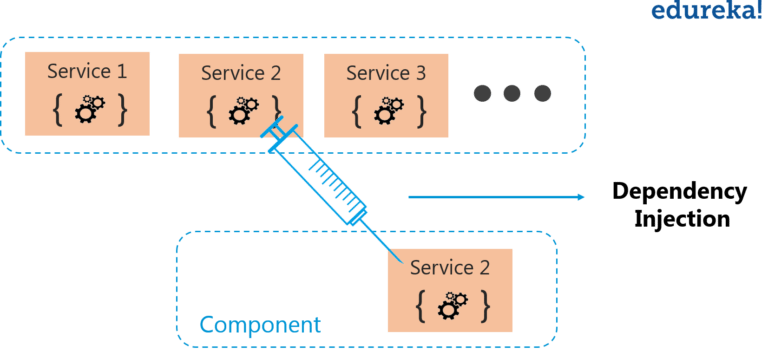 edureka!
Service 1
Service 2
Service 3
{ }
{ }
{ }
Dependency
Injection
Service 2
{ }
Component